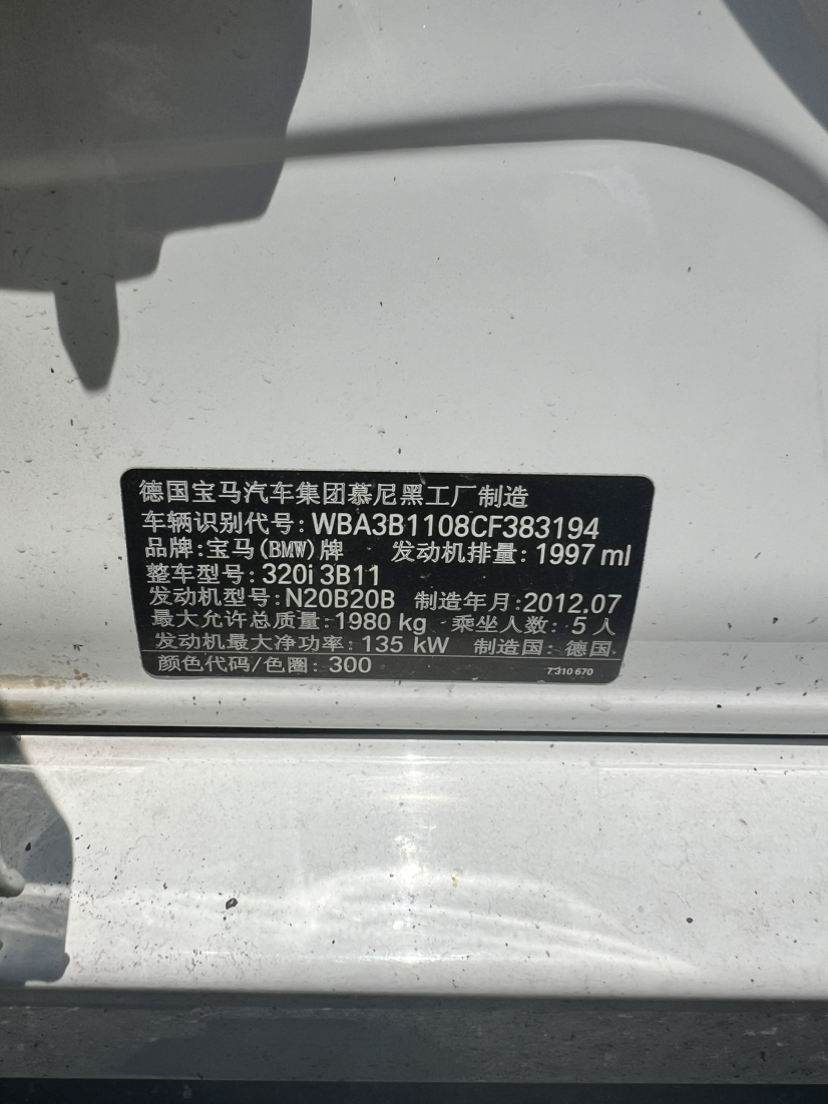 德国宝马汽车集团慕尼黑工厂制造
车辆识别代号: WBA3B1108CF383194
品牌: 宝马(BMW)牌 发动机排量: 1997 ml
整车型号: 320i 3B11
发动机型号: N20B20B 制造年月: 2012.07
最大允许总质量: 1980 kg 乘坐人数: 5 人
发动机最大净功率: 135 kW 制造国: 德国
颜色代码/色圈: 300 7 310 670